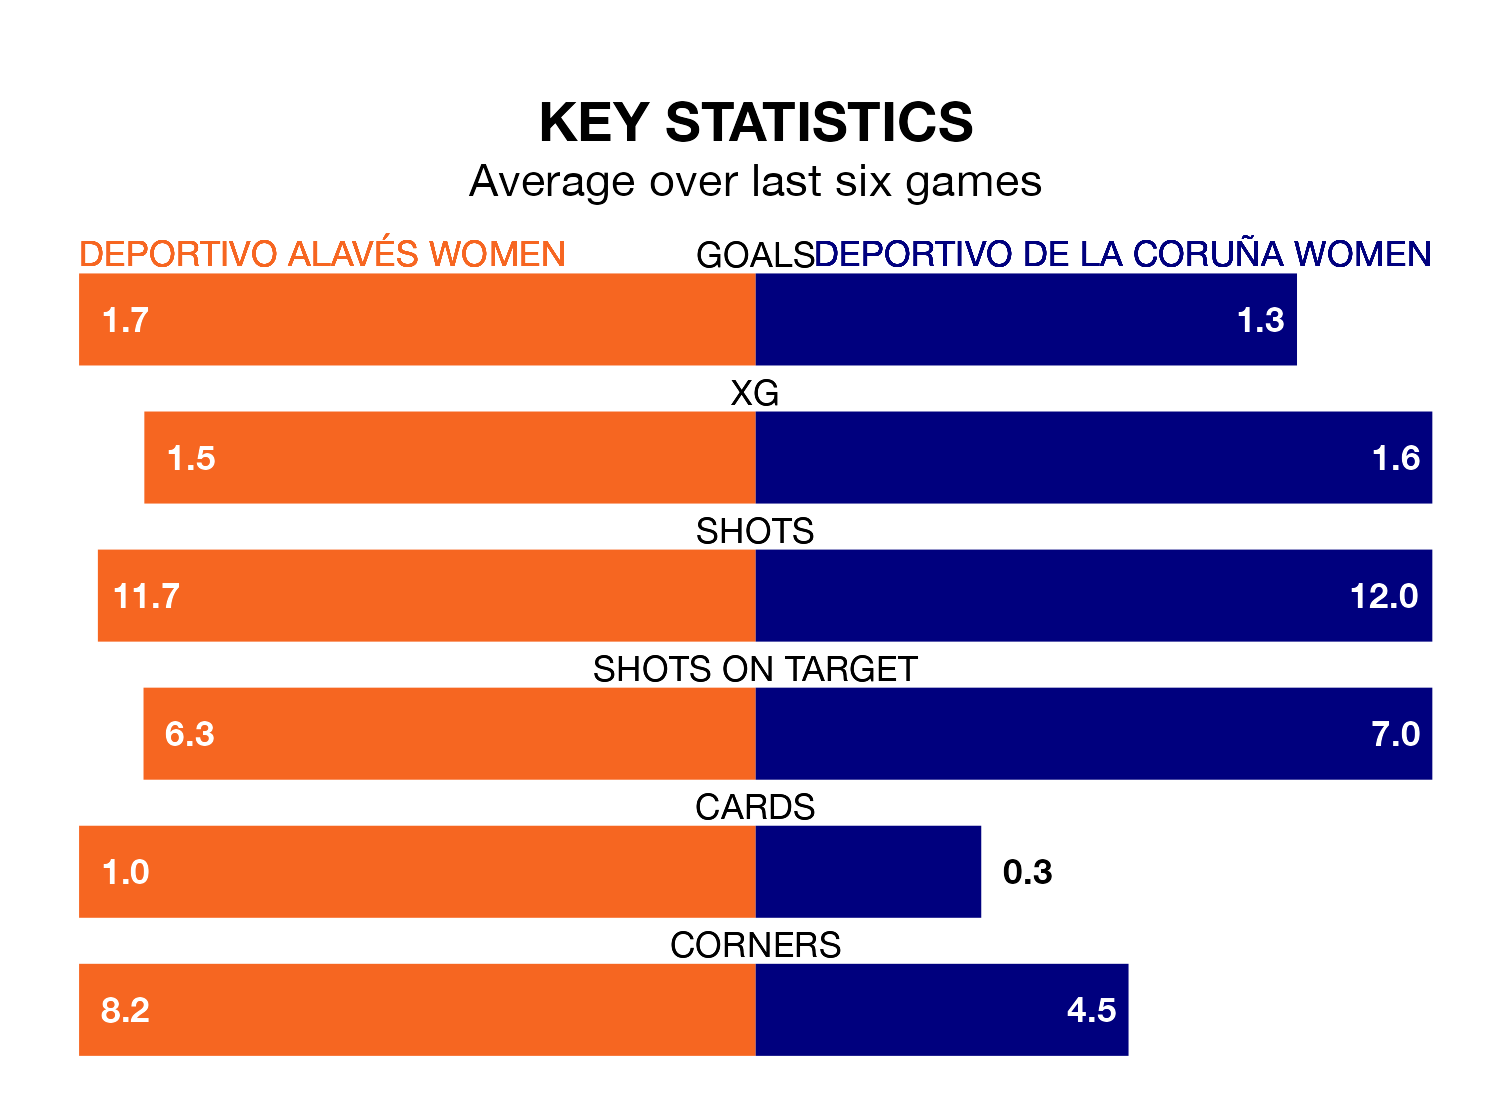 KEY STATISTICS
Average over last six games
DEPORTIVO ALAVÉS WOMEN GOALS DEPORTIVO DE LA CORUÑA WOMEN
1.7 1.3
XG
1.5 1.6
SHOTS
11.7 12.0
SHOTS ON TARGET
6.3 7.0
CARDS
1.0 0.3
CORNERS
8.2 4.5